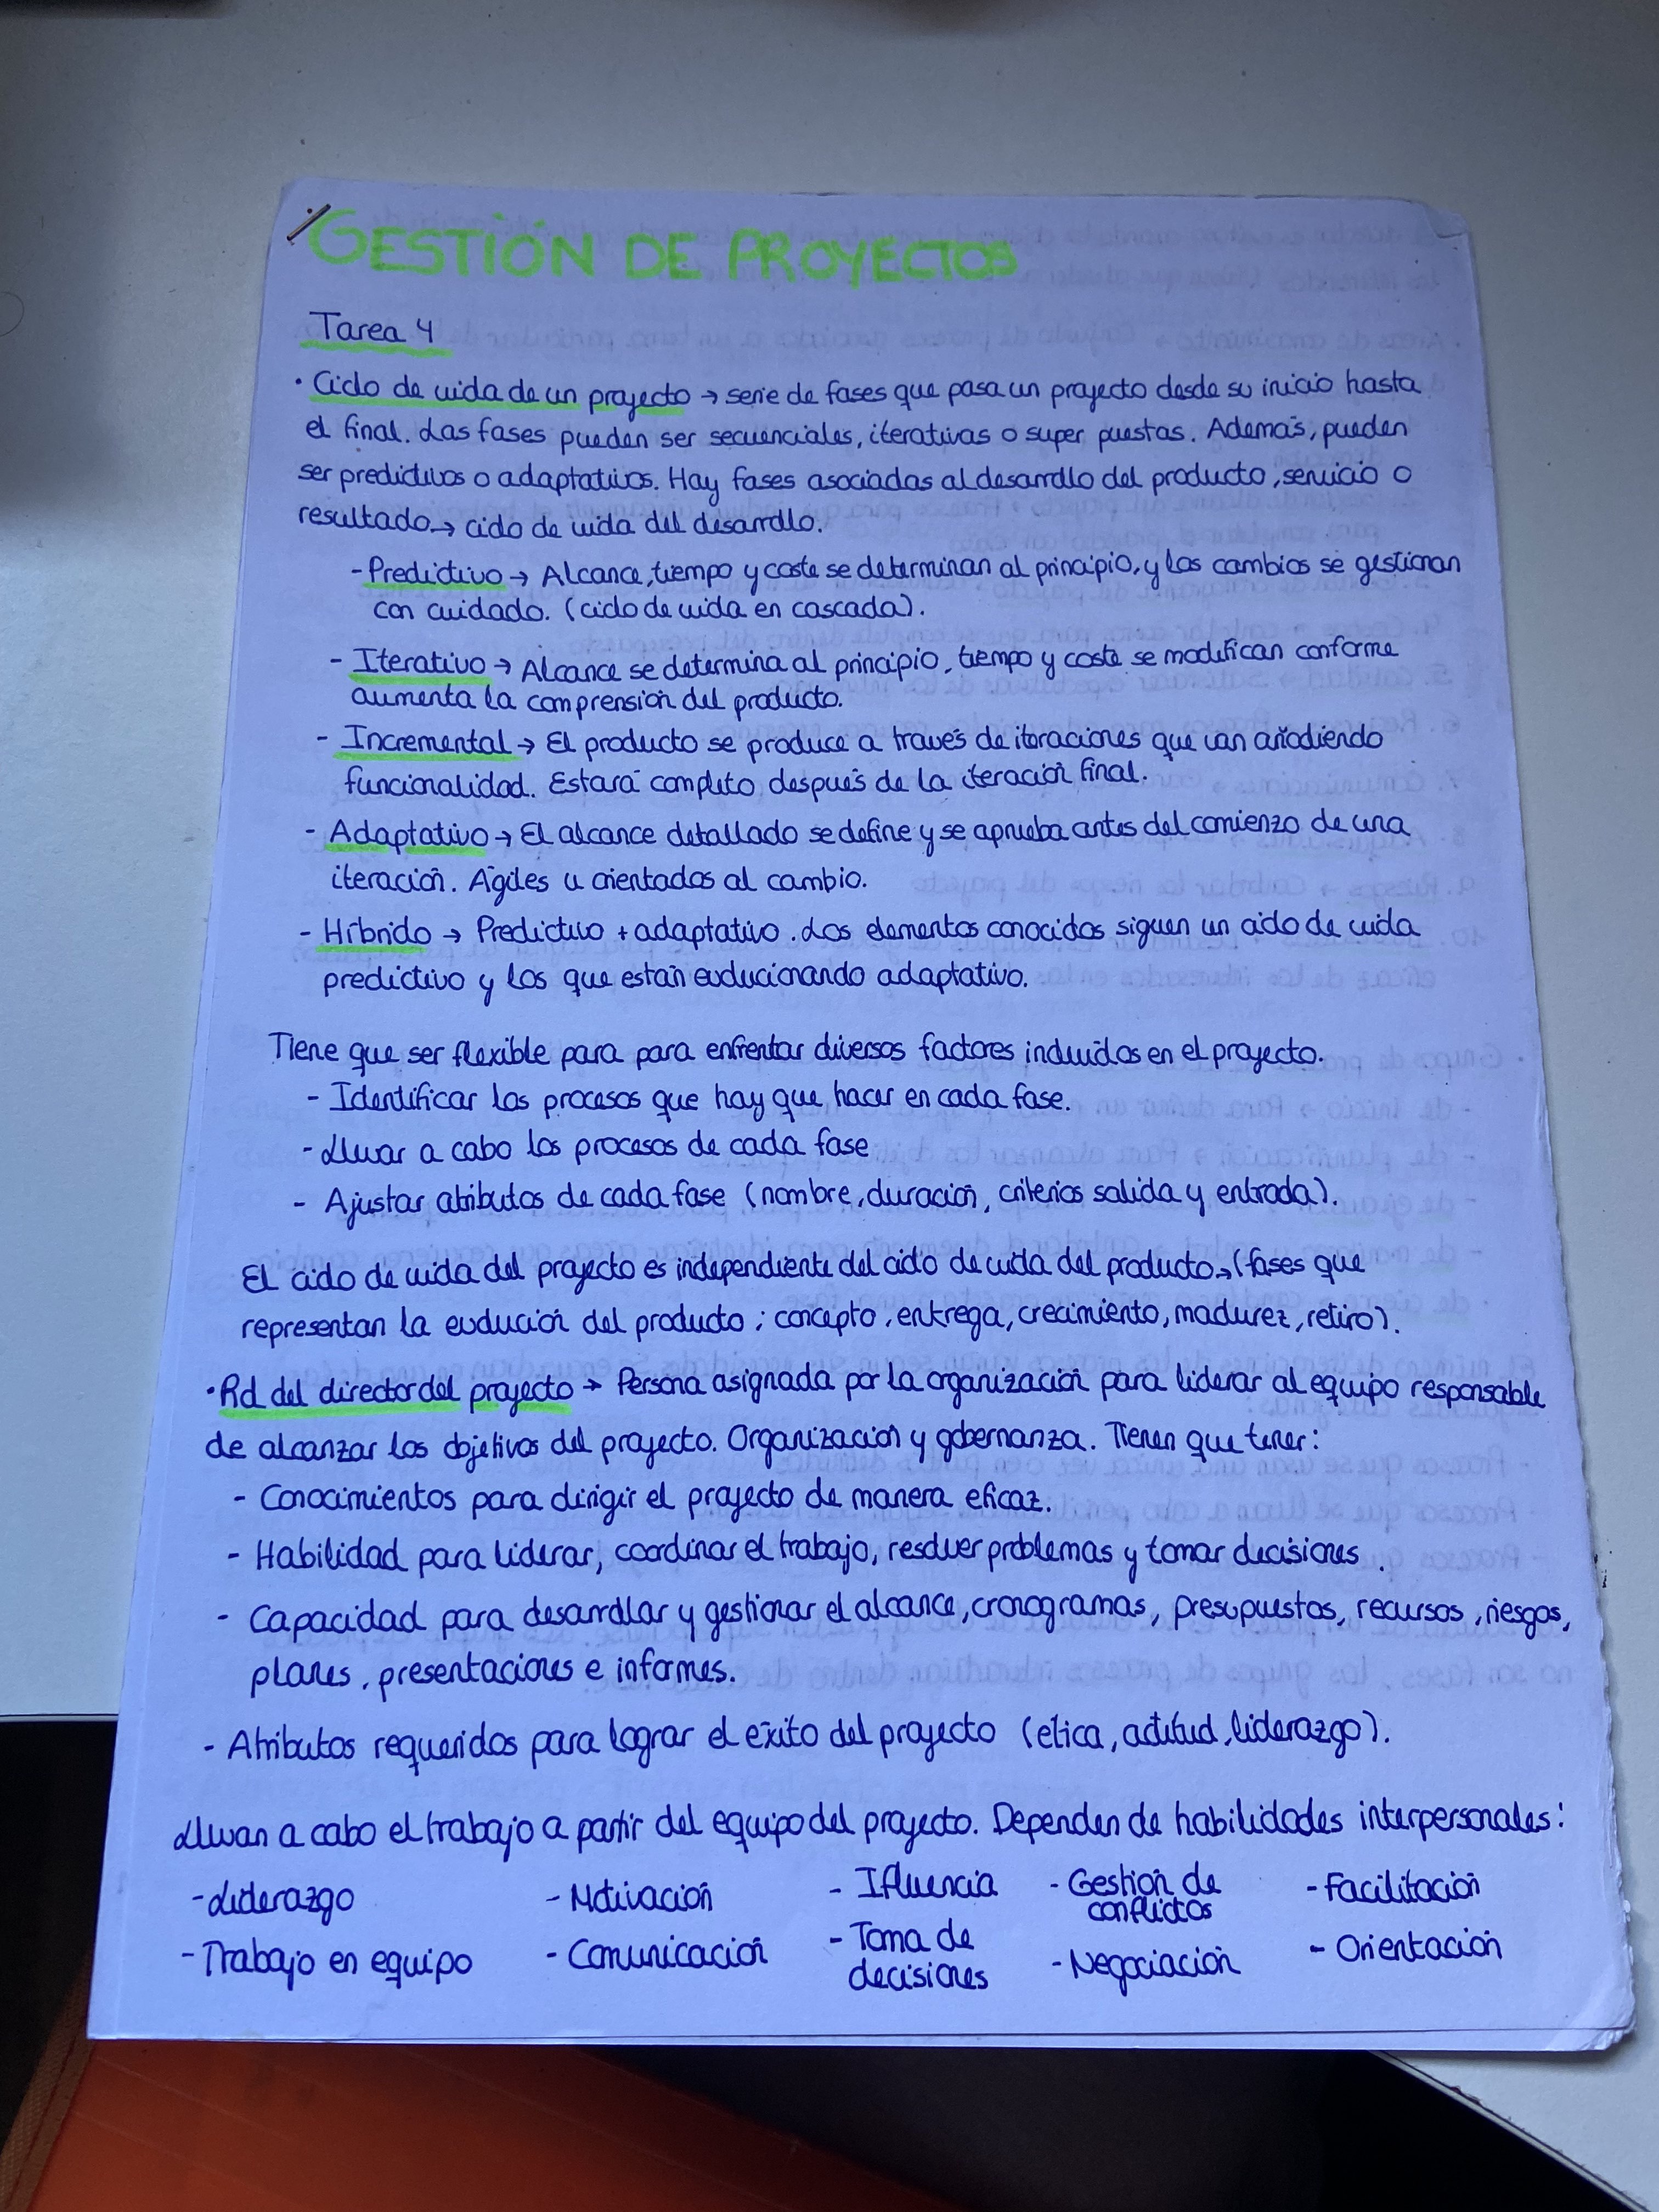 GESTIÓN DE PROYECTOS
Tarea 4
· Ciclo de vida de un proyecto → serie de fases que pasa un proyecto desde su inicio hasta
el final. Las fases pueden ser secuenciales, iterativas o super puestas. Además, pueden
ser predictivos o adaptativos. Hay fases asociadas al desarrollo del producto, servicio o
resultado → ciclo de vida del desarrollo.
- Predictivo → Alcance, tiempo y coste se determinan al principio, y los cambios se gestionan
con cuidado. (ciclo de vida en cascada).
- Iterativo → Alcance se determina al principio, tiempo y coste se modifican conforme
aumenta la comprensión del producto.
- Incremental → El producto se produce a través de iteraciones que van añadiendo
funcionalidad. Estará completo después de la iteración final.
- Adaptativo → El alcance detallado se define y se aprueba antes del comienzo de una
iteración. Ágiles u orientados al cambio.
- Híbrido → Predictivo + adaptativo. Los elementos conocidos siguen un ciclo de vida
predictivo y los que están evolucionando adaptativo.
Tiene que ser flexible para para enfrentar diversos factores incluidos en el proyecto.
- Identificar los procesos que hay que hacer en cada fase.
- Llevar a cabo los procesos de cada fase
- Ajustar atributos de cada fase (nombre, duración, criterios salida y entrada).
El ciclo de vida del proyecto es independiente del ciclo de vida del producto → (fases que
representan la evolución del producto; concepto, entrega, crecimiento, madurez, retiro).
· Rol del director del proyecto → Persona asignada por la organización para liderar al equipo responsable
de alcanzar los objetivos del proyecto. Organización y gobernanza. Tienen que tener:
- Conocimientos para dirigir el proyecto de manera eficaz.
- Habilidad para liderar, coordinar el trabajo, resolver problemas y tomar decisiones.
- Capacidad para desarrollar y gestionar el alcance, cronogramas, presupuestos, recursos, riesgos,
planes, presentaciones e informes.
- Atributos requeridos para lograr el éxito del proyecto (etica, actitud, liderazgo).
Llevan a cabo el trabajo a partir del equipo del proyecto. Dependen de habilidades interpersonales:
- Liderazgo - Motivación - Ifluencia - Gestión de conflictos - Facilitación
- Trabajo en equipo - Comunicación - Toma de decisiones - Negociación - Orientación